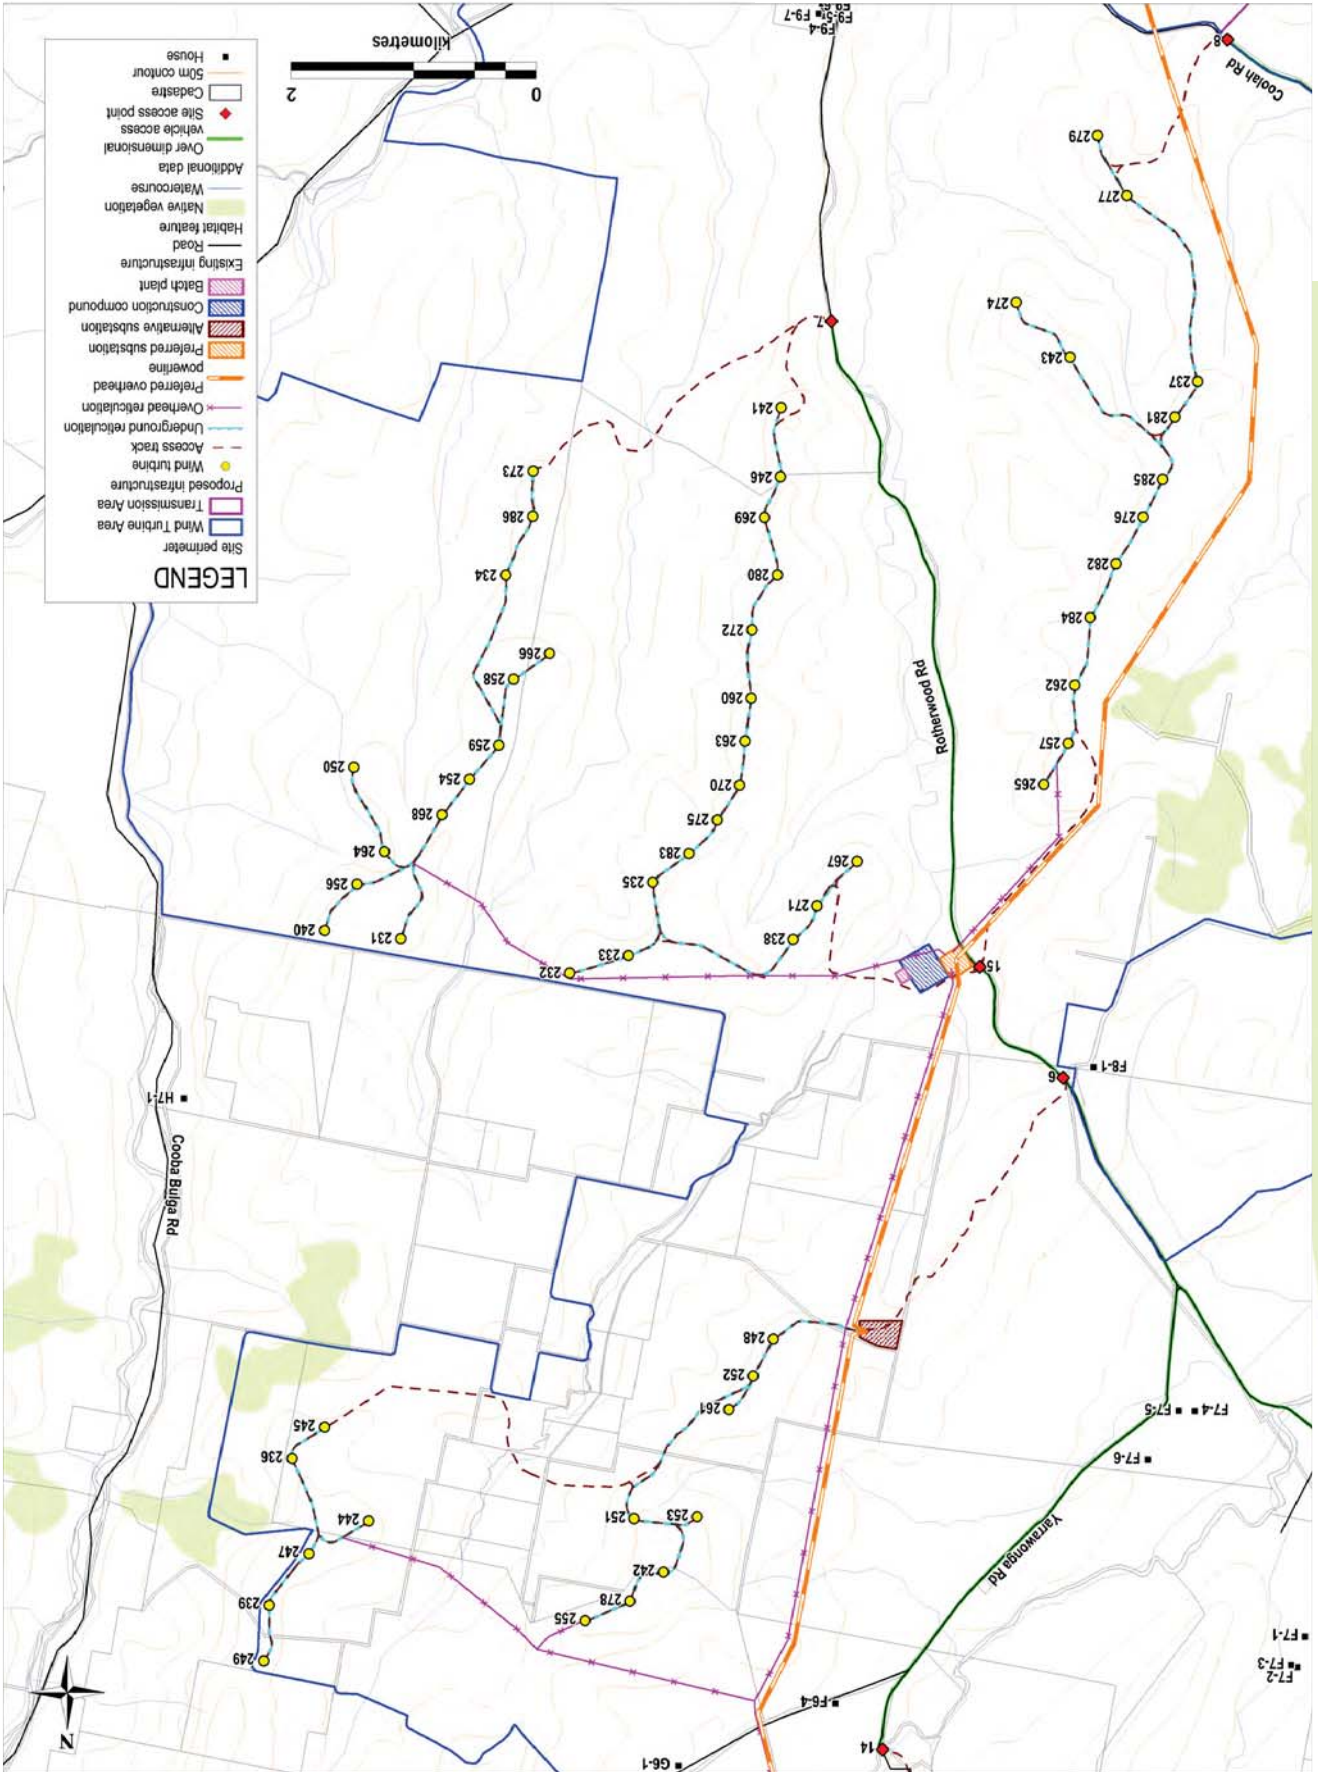 N
G6-1
14
F6-4
F7-2
F7-3
F7-1
249
239
247
244
236
245
255
278
242
253
251
261
252
248
Yarrawonga Rd
F7-6
F7-5
F7-4
Cooba Bulga Rd
H7-1
F8-1
6
15
232
233
238
271
267
231
240
256
264
250
268
254
259
258
266
234
286
273
235
283
275
270
263
260
272
280
269
246
241
Rotherwood Rd
265
257
262
284
282
276
285
281
237
243
274
277
279
7
8
Coolah Rd
F9-7
F9-4
F9-5
LEGEND
Site perimeter
Wind Turbine Area
Transmission Area
Proposed infrastructure
Wind turbine
Access track
Underground reticulation
Overhead reticulation
Preferred overhead
powerline
Preferred substation
Alternative substation
Construction compound
Batch plant
Existing infrastructure
Road
Habitat feature
Native vegetation
Watercourse
Additional data
Over dimensional
vehicle access
Site access point
Cadastre
50m contour
House
0
2
kilometres